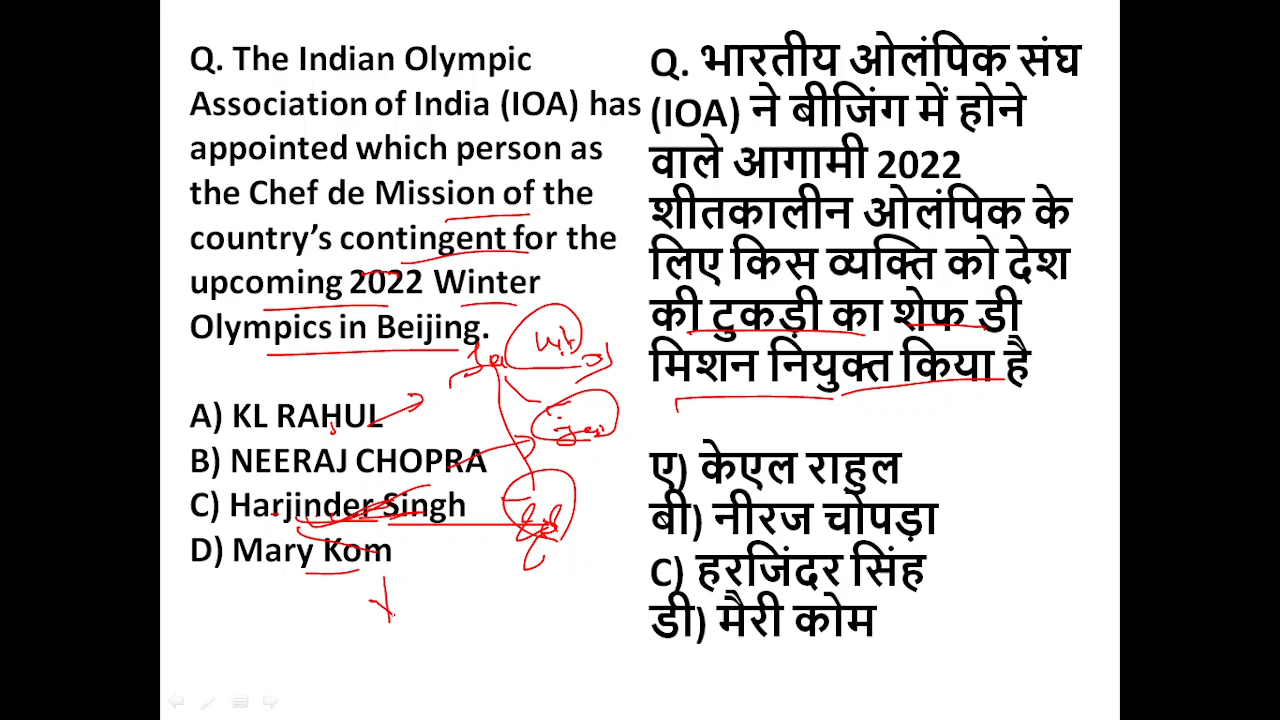 Q. The Indian Olympic
Association of India (IOA) has
appointed which person as
the Chef de Mission of the
country's contingent for the
upcoming 2022 Winter
Olympics in Beijing.
A) KL RAHUL
B) NEERAJ CHOPRA
C) Harjinder Singh
D) Mary Kom
Q. भारतीय ओलंपिक संघ
(IOA) ने बीजिंग में होने
वाले आगामी 2022
शीतकालीन ओलंपिक के
लिए किस व्यक्ति को देश
की टुकड़ी का शेफ डी
मिशन नियुक्त किया है
ए) केएल राहुल
बी) नीरज चोपड़ा
C) हरजिंदर सिंह
डी) मैरी कोम